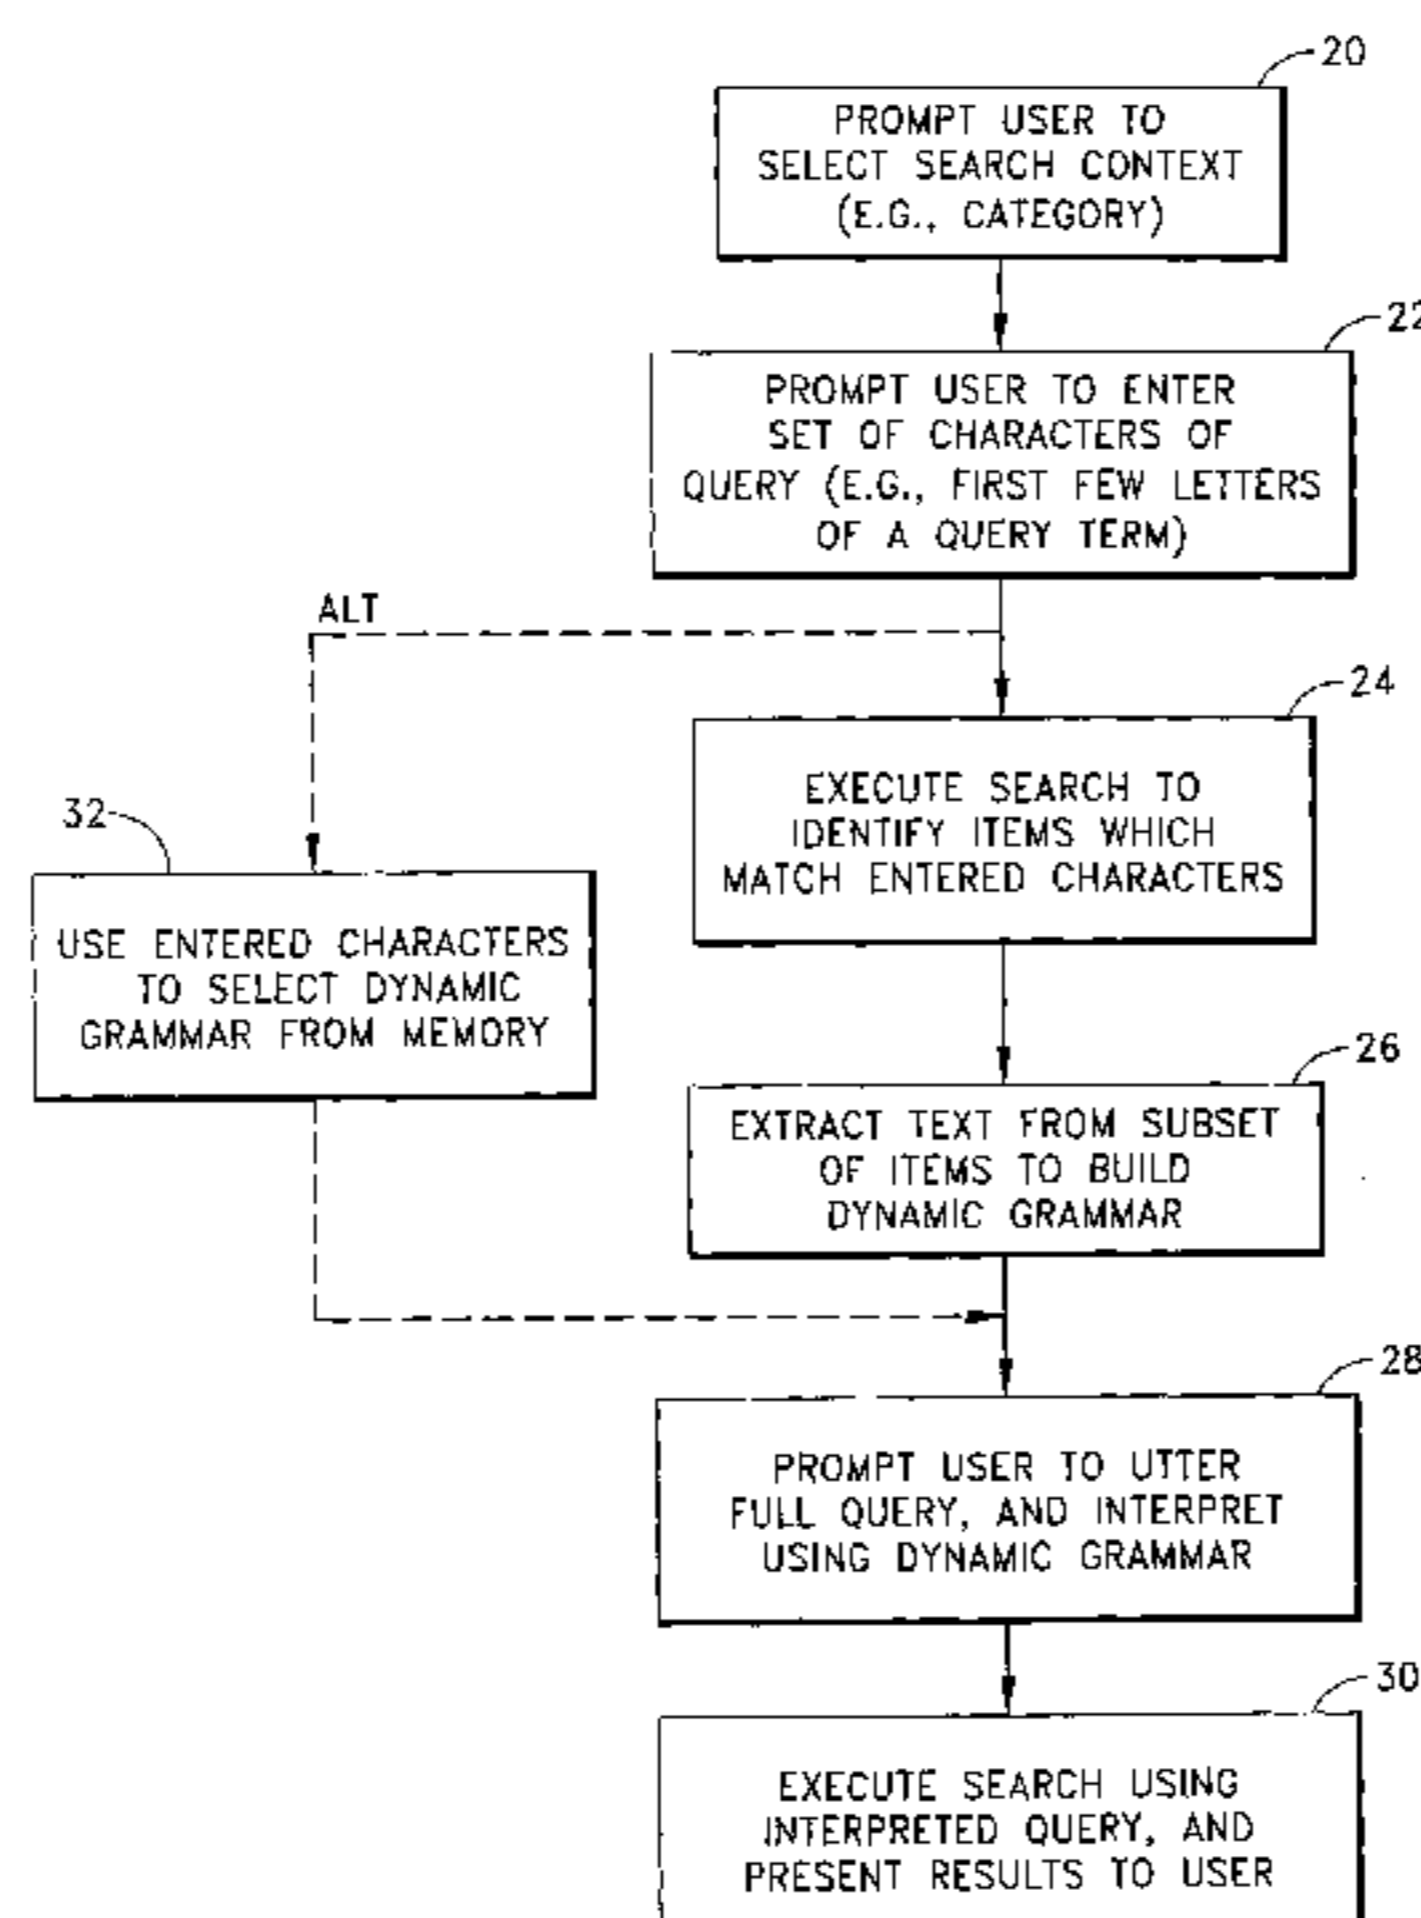 20
PROMPT USER TO
SELECT SEARCH CONTEXT
(E.G., CATEGORY)
22
PROMPT USER TO ENTER
SET OF CHARACTERS OF
QUERY (E.G., FIRST FEW LETTERS
OF A QUERY TERM)
ALT
24
EXECUTE SEARCH TO
IDENTIFY ITEMS WHICH
MATCH ENTERED CHARACTERS
32
USE ENTERED CHARACTERS
TO SELECT DYNAMIC
GRAMMAR FROM MEMORY
26
EXTRACT TEXT FROM SUBSET
OF ITEMS TO BUILD
DYNAMIC GRAMMAR
28
PROMPT USER TO UTTER
FULL QUERY, AND INTERPRET
USING DYNAMIC GRAMMAR
30
EXECUTE SEARCH USING
INTERPRETED QUERY, AND
PRESENT RESULTS TO USER